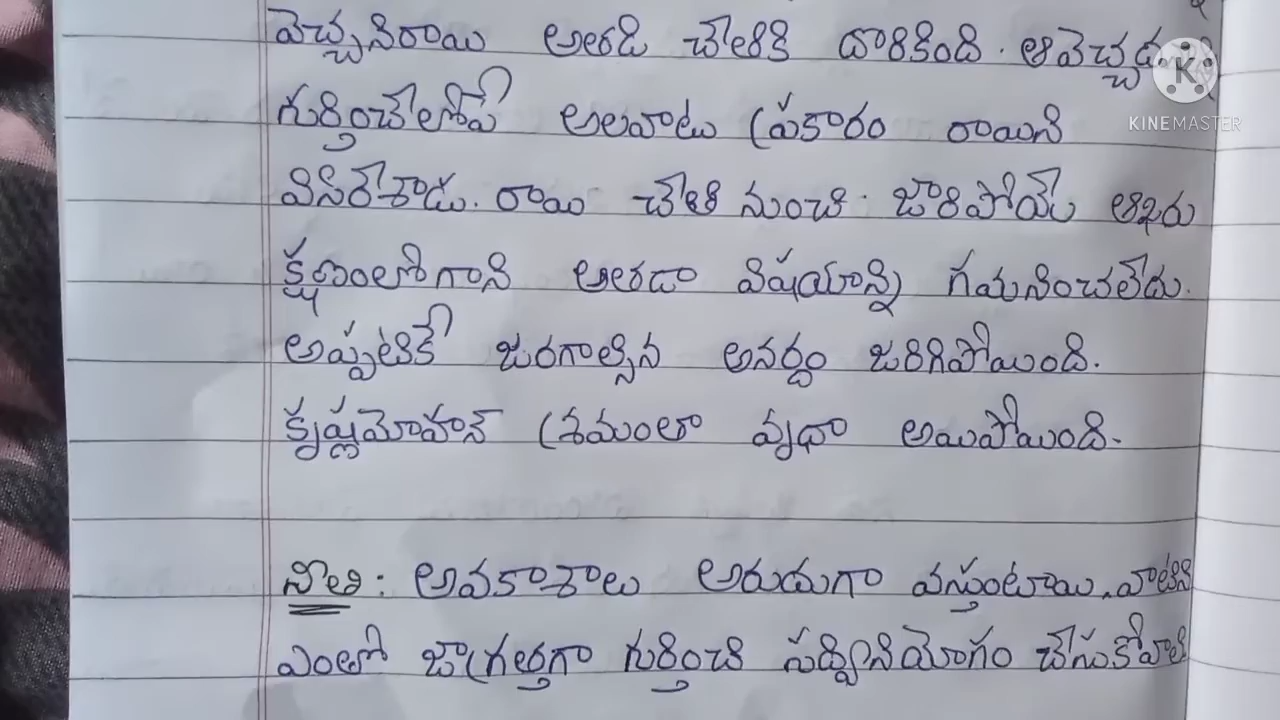 వెచ్చనిరాయి అతడి చేతికి దొరికింది. ఆ వెచ్చద
గుర్తించేలోపే అలవాటు ప్రకారం రాయిని
విసిరేశాడు. రాయి చేతి నుంచి జారిపోయే ఆఖరు
క్షణంలోగాని అతడా విషయాన్ని గమనించలేదు.
అప్పటికే జరగాల్సిన అనర్ధం జరిగిపోయింది.
కృష్ణమోహన్ శ్రమంతా వృధా అయిపోయింది.
నీతి : అవకాశాలు అరుదుగా వస్తుంటాయి. వాటిని
ఎంతో జాగ్రత్తగా గుర్తించి సద్వినియోగం చేసుకోవాలి
KINEMASTER